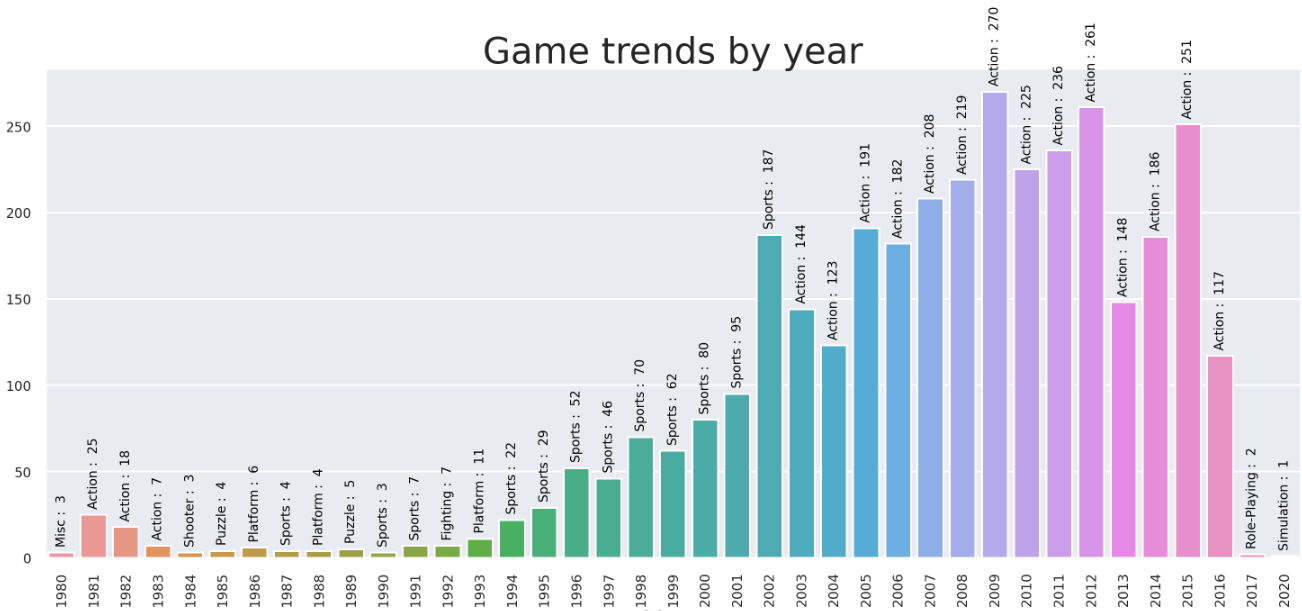 Game trends by year
250
200
150
100
50
0
Misc : 3
Action : 25
Action : 18
Action : 7
Shooter : 3
Puzzle : 4
Platform : 6
Sports : 4
Platform : 4
Puzzle : 5
Sports : 3
Sports : 7
Fighting : 7
Platform : 11
Sports : 22
Sports : 29
Sports : 52
Sports : 46
Sports : 70
Sports : 62
Sports : 80
Sports : 95
Sports : 187
Action : 144
Action : 123
Action : 191
Action : 182
Action : 208
Action : 219
Action : 270
Action : 225
Action : 236
Action : 261
Action : 148
Action : 186
Action : 251
Action : 117
Role-Playing : 2
Simulation : 1
1980
1981
1982
1983
1984
1985
1986
1987
1988
1989
1990
1991
1992
1993
1994
1995
1996
1997
1998
1999
2000
2001
2002
2003
2004
2005
2006
2007
2008
2009
2010
2011
2012
2013
2014
2015
2016
2017
2020